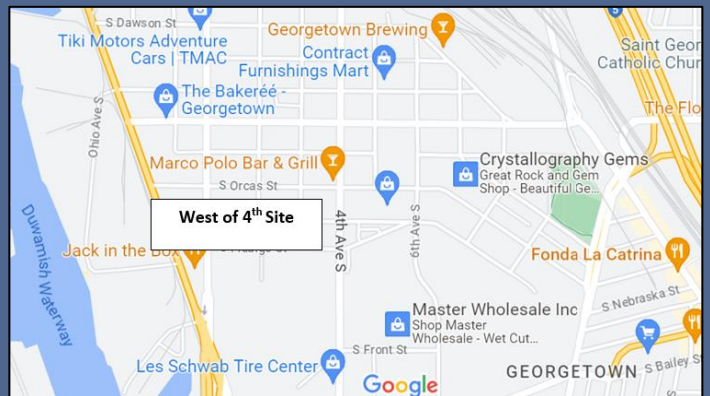 S Dawson St
Georgetown Brewing
Tiki Motors Adventure
Cars | TMAC
Contract
Furnishings Mart
5
Saint Geor
Catholic Chur
The Bakeréé -
Georgetown
The Flo
Ohio Ave S
Marco Polo Bar & Grill
Crystallography Gems
Great Rock and Gem
Shop - Beautiful Ge...
S Orcas St
West of 4th Site
4th Ave S
6th Ave S
Jack in the Box
Fonda La Catrina
Duwamish Waterway
S Nebraska St
Master Wholesale Inc
Shop Master
Wholesale - Wet Cut...
S Front St
Les Schwab Tire Center
Google
GEORGETOWN
S Bailey S